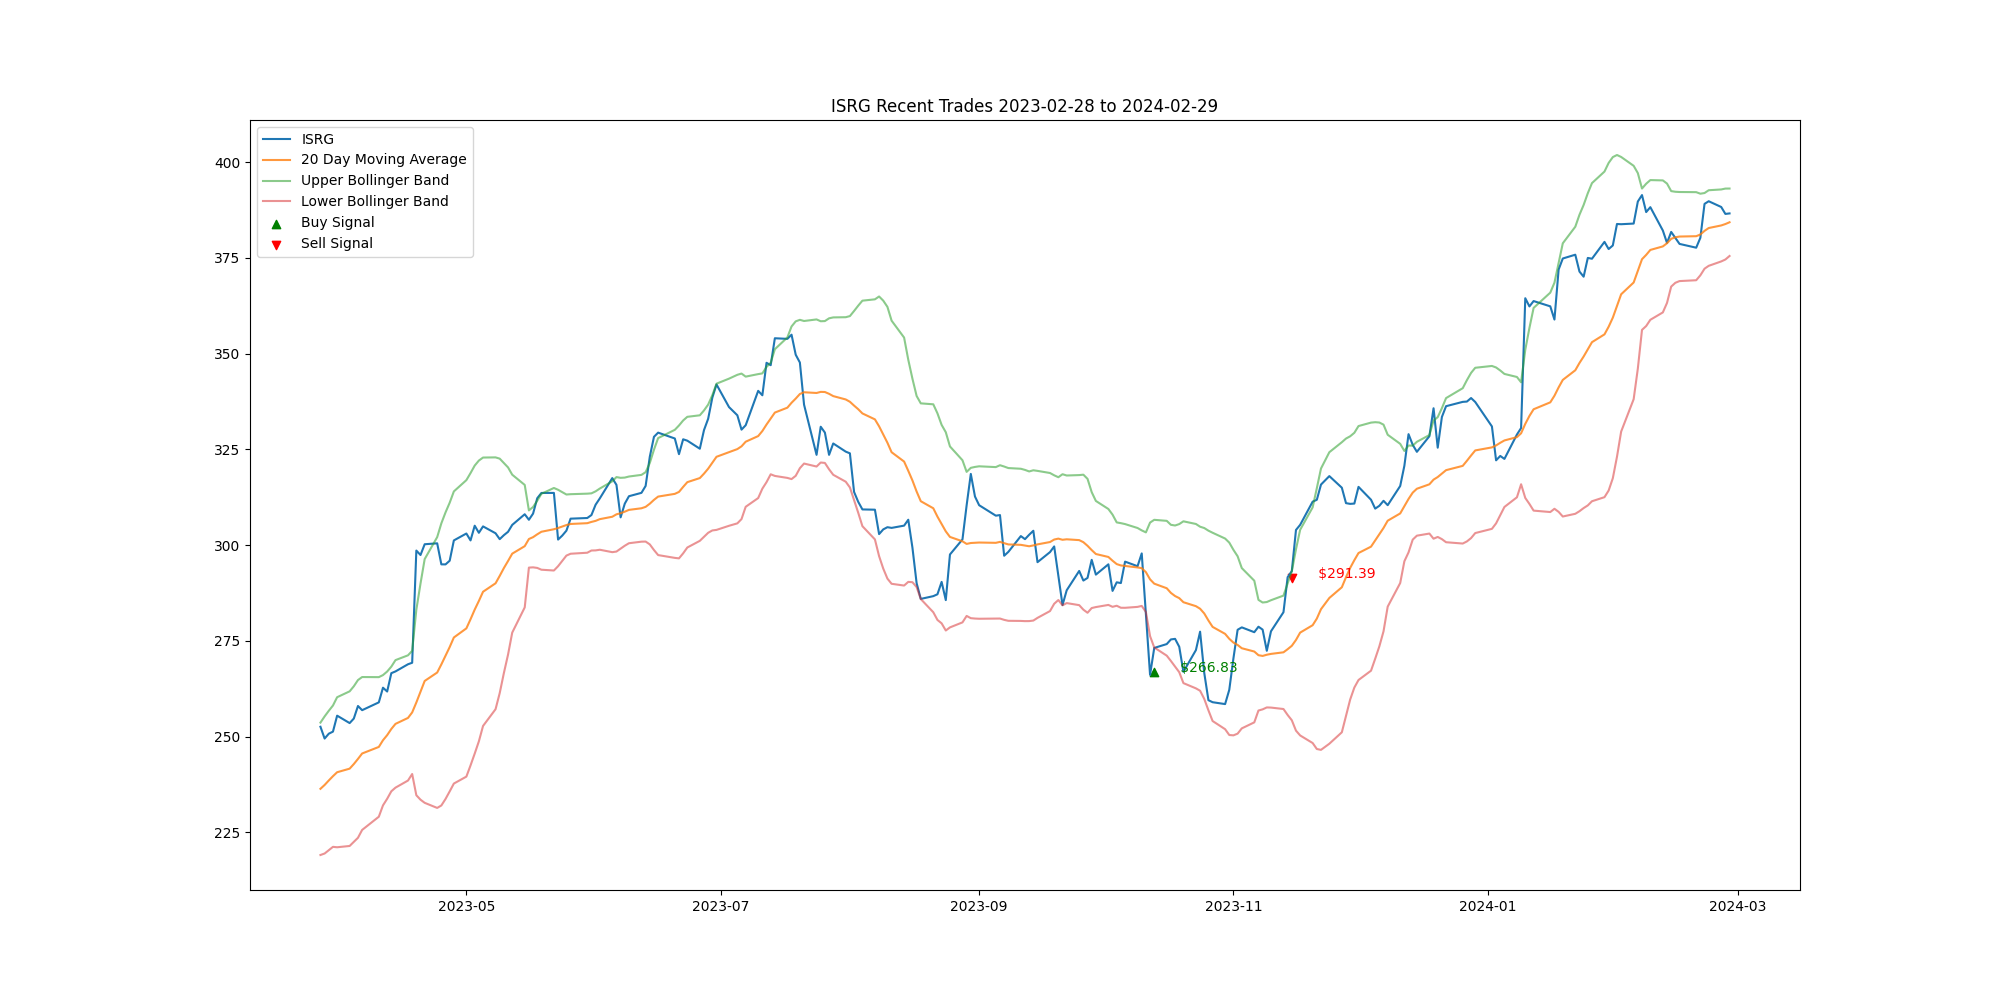 ISRG Recent Trades 2023-02-28 to 2024-02-29
ISRG
20 Day Moving Average
Upper Bollinger Band
Lower Bollinger Band
Buy Signal
Sell Signal
400
375
350
325
300
275
250
225
$291.39
$266.83
2023-05
2023-07
2023-09
2023-11
2024-01
2024-03